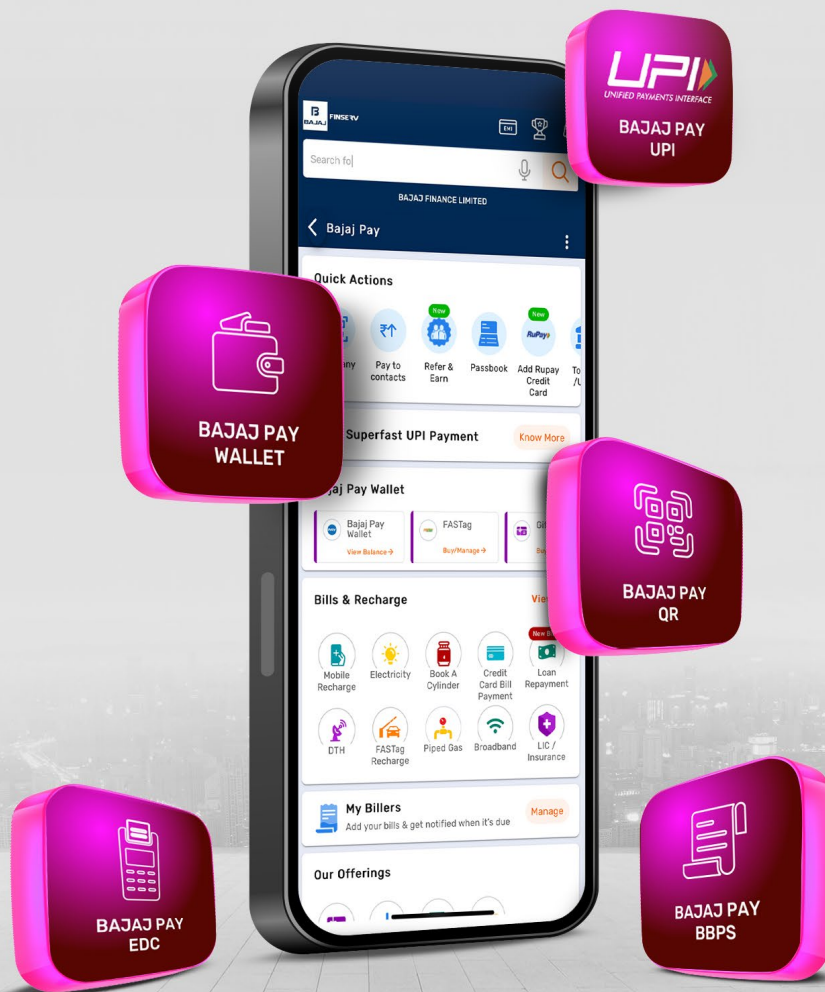 UPI
UNIFIED PAYMENTS INTERFACE
BAJAJ PAY
UPI
B
BAJAJ
FINSERV
EMI
Search fo
BAJAJ FINANCE LIMITED
Bajaj Pay
Quick Actions
New
New
RuPay
Pay to
contacts
Refer &
Earn
Passbook
Add Rupay
Credit
Card
To
/U
BAJAJ PAY
WALLET
Superfast UPI Payment
Know More
Pay Wallet
Bajaj Pay
Wallet
View Balance →
FASTag
Buy/Manage →
BAJAJ PAY
QR
Bills & Recharge
Mobile
Recharge
Electricity
Book A
Cylinder
Credit
Card Bill
Payment
New
Loan
Repayment
DTH
FASTag
Recharge
Piped Gas
Broadband
LIC /
Insurance
My Billers
Add your bills & get notified when it's due
Manage
Our Offerings
BAJAJ PAY
EDC
BAJAJ PAY
BBPS